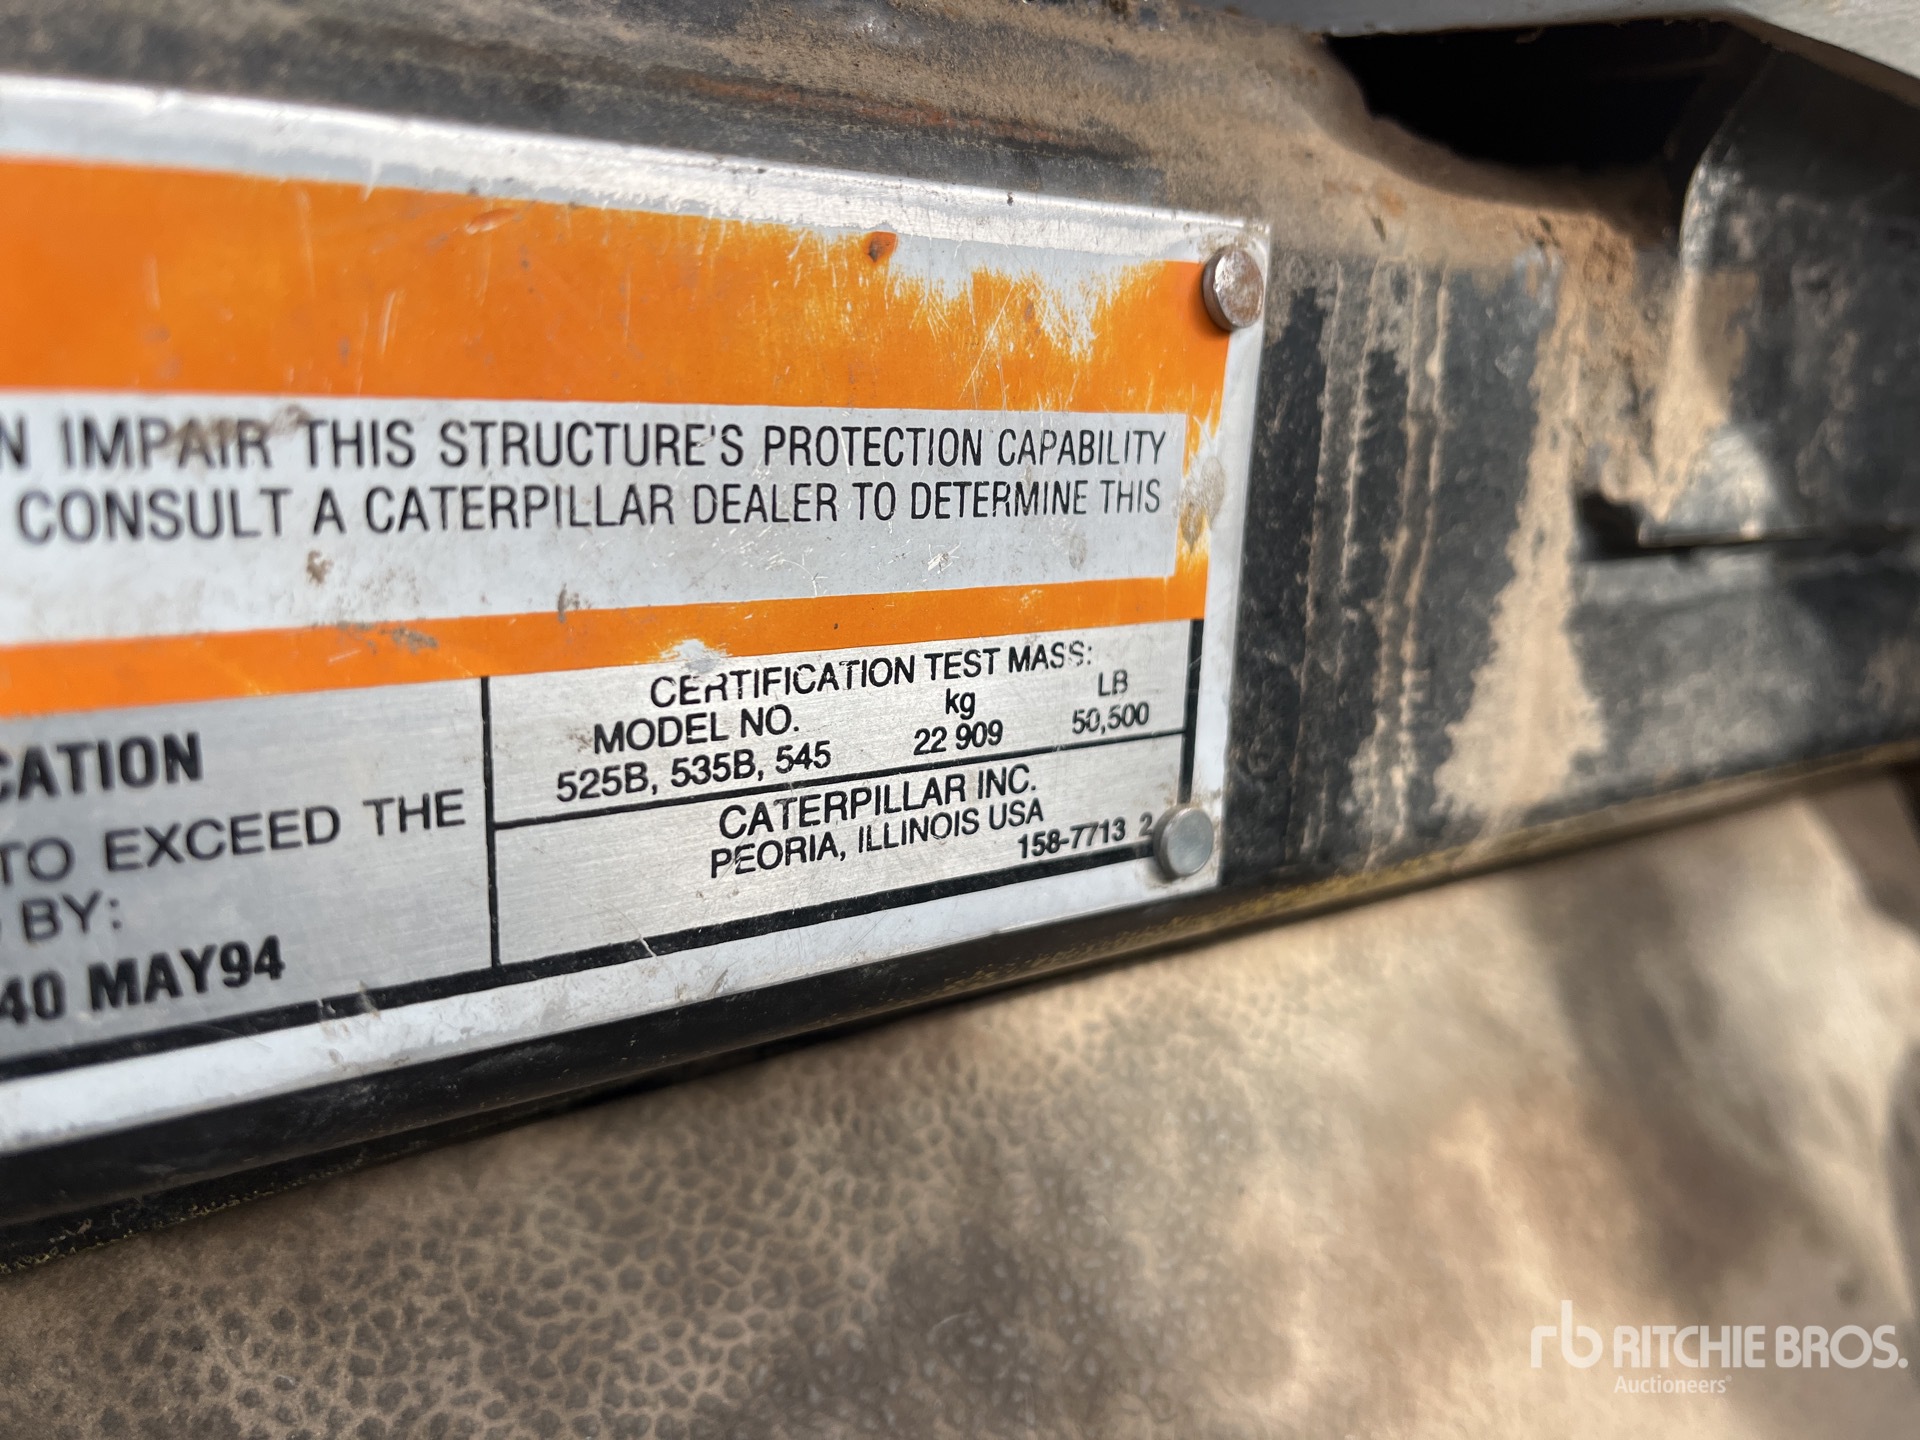 N IMPAIR THIS STRUCTURE'S PROTECTION CAPABILITY
CONSULT A CATERPILLAR DEALER TO DETERMINE THIS
CATION
TO EXCEED THE
BY:
40 MAY94
CERTIFICATION TEST MASS:
MODEL NO. kg LB
525B, 535B, 545 22 909 50,500
CATERPILLAR INC.
PEORIA, ILLINOIS USA
158-7713 2
rb RITCHIE BROS.
Auctioneers